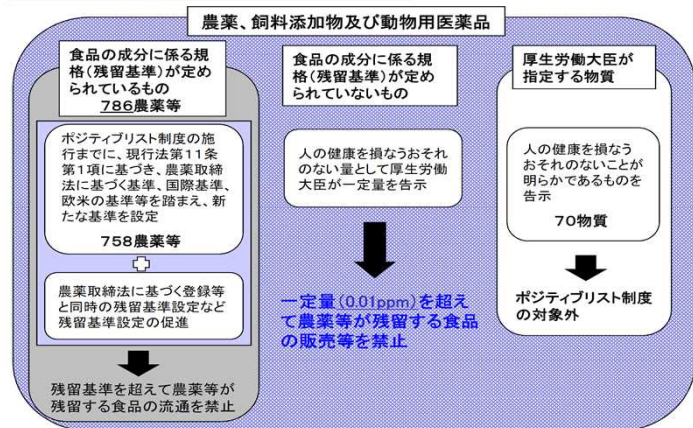 農薬、飼料添加物及び動物用医薬品
食品の成分に係る規
格(残留基準)が定め
られているもの
786農薬等
ポジティブリスト制度の施
行までに、現行法第11条
第1項に基づき、農薬取締
法に基づく基準、国際基準、
欧米の基準等を踏まえ、新
たな基準を設定
758農薬等
農薬取締法に基づく登録等
と同時の残留基準設定など
残留基準設定の促進
残留基準を超えて農薬等が
残留する食品の流通を禁止
食品の成分に係る規
格(残留基準)が定め
られていないもの
人の健康を損なうおそれ
のない量として厚生労働
大臣が一定量を告示
一定量(0.01ppm)を超え
て農薬等が残留する食品
の販売等を禁止
厚生労働大臣が
指定する物質
人の健康を損なう
おそれのないことが
明らかであるものを
告示
70物質
ポジティブリスト制度
の対象外